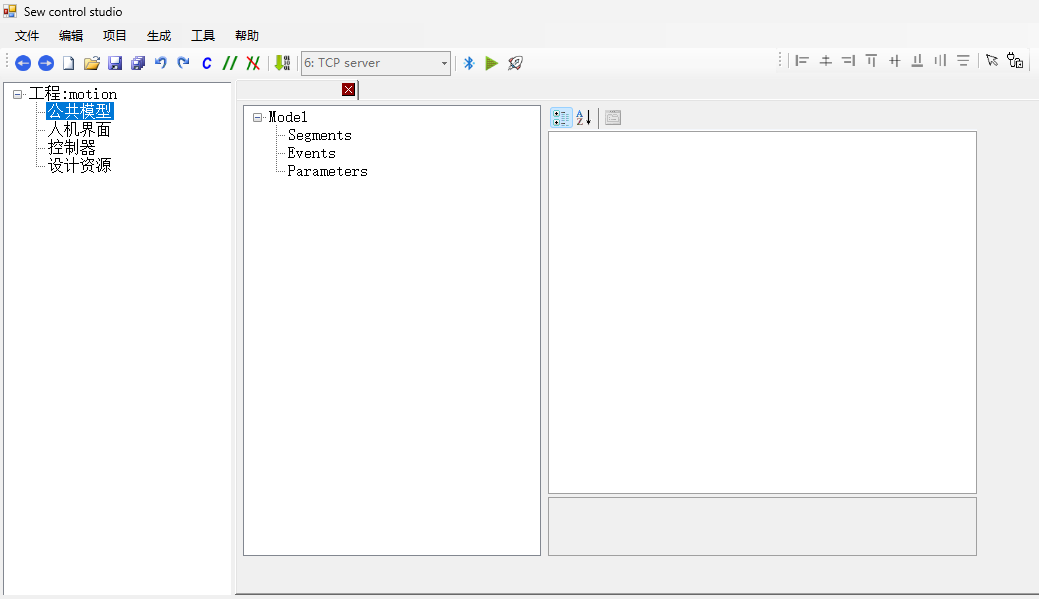 Sew control studio
文件 编辑 项目 生成 工具 帮助
6: TCP server
工程:motion
公共模型
人机界面
控制器
设计资源
Model
Segments
Events
Parameters